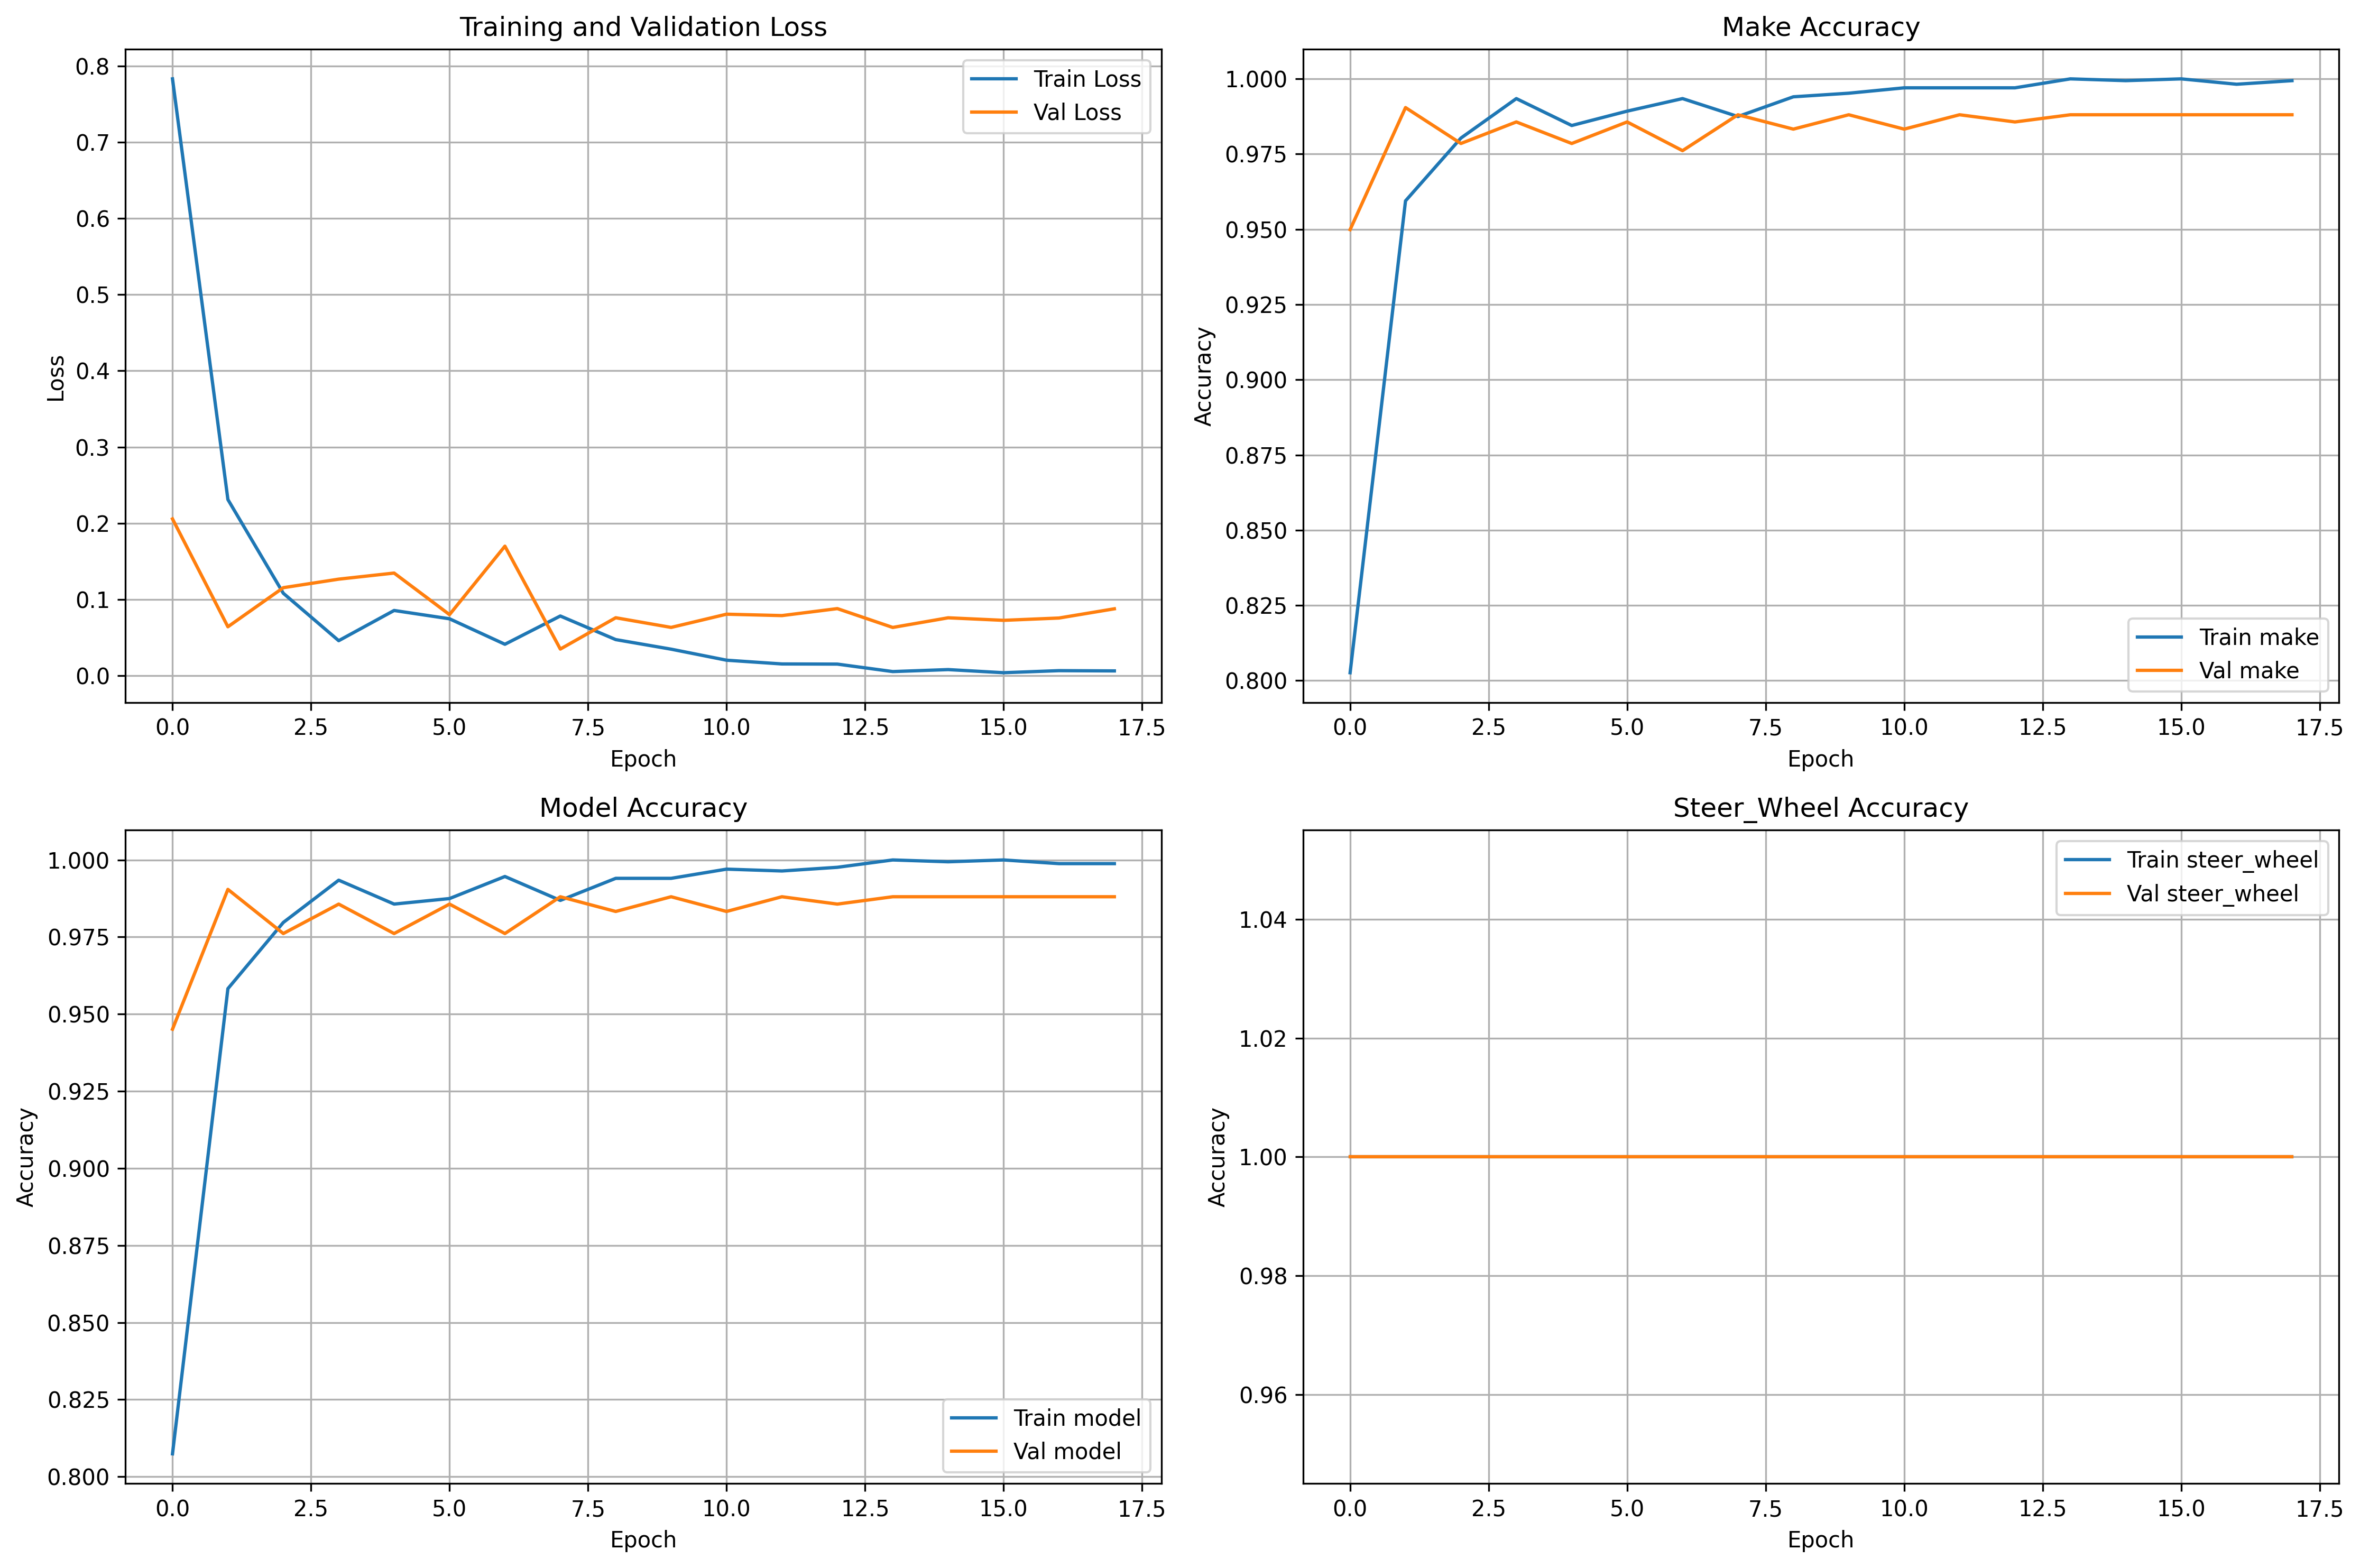 Training and Validation Loss
Loss
0.8
0.7
0.6
0.5
0.4
0.3
0.2
0.1
0.0
Train Loss
Val Loss
0.0 2.5 5.0 7.5 10.0 12.5 15.0 17.5
Epoch
Make Accuracy
Accuracy
1.000
0.975
0.950
0.925
0.900
0.875
0.850
0.825
0.800
Train make
Val make
0.0 2.5 5.0 7.5 10.0 12.5 15.0 17.5
Epoch
Model Accuracy
Accuracy
1.000
0.975
0.950
0.925
0.900
0.875
0.850
0.825
0.800
Train model
Val model
0.0 2.5 5.0 7.5 10.0 12.5 15.0 17.5
Epoch
Steer_Wheel Accuracy
Accuracy
Train steer_wheel
Val steer_wheel
1.04
1.02
1.00
0.98
0.96
0.0 2.5 5.0 7.5 10.0 12.5 15.0 17.5
Epoch